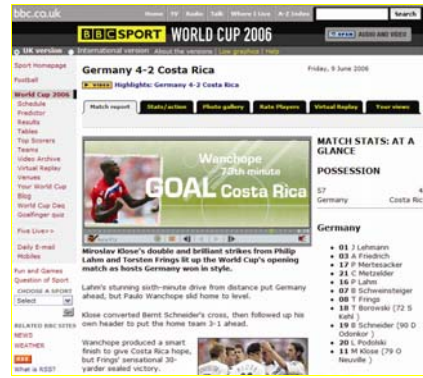 bbc.co.uk
Home TV Radio Talk Where I Live A-Z Index Search
BBC SPORT WORLD CUP 2006
OPEN AUDIO AND VIDEO
UK version International version About the versions Low graphics Help
Sport Homepage
Football
World Cup 2006
Schedule
Predictor
Results
Tables
Top Scorers
Teams
Video Archive
Virtual Replay
Venues
Your World Cup
Blog
World Cup Daq
Goalfinger quiz
Five Live>>
Daily E-mail
Mobiles
Fun and Games
Question of Sport
CHOOSE A SPORT
Select
Go
RELATED BBC SITES
NEWS
WEATHER
RSS
What is RSS?
Germany 4-2 Costa Rica
Friday, 9 June 2006
VIDEO Highlights: Germany 4-2 Costa Rica
Match report Stats/action Photo gallery Rate Players Virtual Replay Your views
Wanchope
73th minute
GOAL Costa Rica
Miroslav Klose's double and brilliant strikes from Philip
Lahm and Torsten Frings lit up the World Cup's opening
match as hosts Germany won in style.
Lahm's stunning sixth-minute drive from distance put Germany
ahead, but Paulo Wanchope slid home to level.
Klose converted Bernt Schneider's cross, then followed up his
own header to put the home team 3-1 ahead.
Wanchope produced a smart
finish to give Costa Rica hope,
but Frings' sensational 30-
yarder sealed victory.
MATCH STATS: AT A
GLANCE
POSSESSION
57 4
Germany Costa Ric
Germany
01 J Lehmann
03 A Friedrich
17 P Mertesacker
21 C Metzelder
16 P Lahm
07 B Schweinsteiger
08 T Frings
18 T Borowski (72 S
Kehl )
19 B Schneider (90 D
Odonkor )
20 L Podolski
11 M Klose (79 O
Neuville )